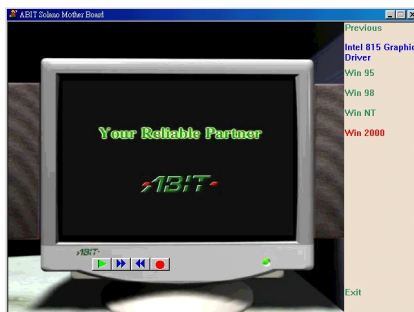 ABIT Solano Mother Board
Previous
Intel 815 Graphic
Driver
Win 95
Win 98
Win NT
Win 2000
Your Reliable Partner
ABIT
ABIT
Exit